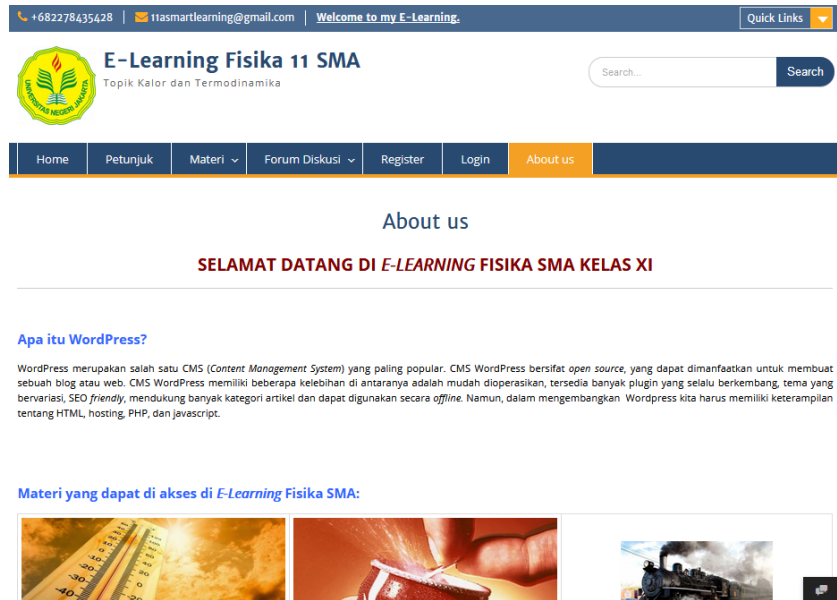 +682278435428 | 11asmartlearning@gmail.com | Welcome to my E-Learning.
Quick Links
UNIVERSITAS NEGERI JAKARTA
E-Learning Fisika 11 SMA
Topik Kalor dan Termodinamika
Search...
Search
Home Petunjuk Materi Forum Diskusi Register Login About us
About us
SELAMAT DATANG DI E-LEARNING FISIKA SMA KELAS XI
Apa itu WordPress?
WordPress merupakan salah satu CMS (Content Management System) yang paling popular. CMS WordPress bersifat open source, yang dapat dimanfaatkan untuk membuat
sebuah blog atau web. CMS WordPress memiliki beberapa kelebihan di antaranya adalah mudah dioperasikan, tersedia banyak plugin yang selalu berkembang, tema yang
bervariasi, SEO friendly, mendukung banyak kategori artikel dan dapat digunakan secara offline. Namun, dalam mengembangkan Wordpress kita harus memiliki keterampilan
tentang HTML, hosting, PHP, dan javascript.
Materi yang dapat di akses di E-Learning Fisika SMA: